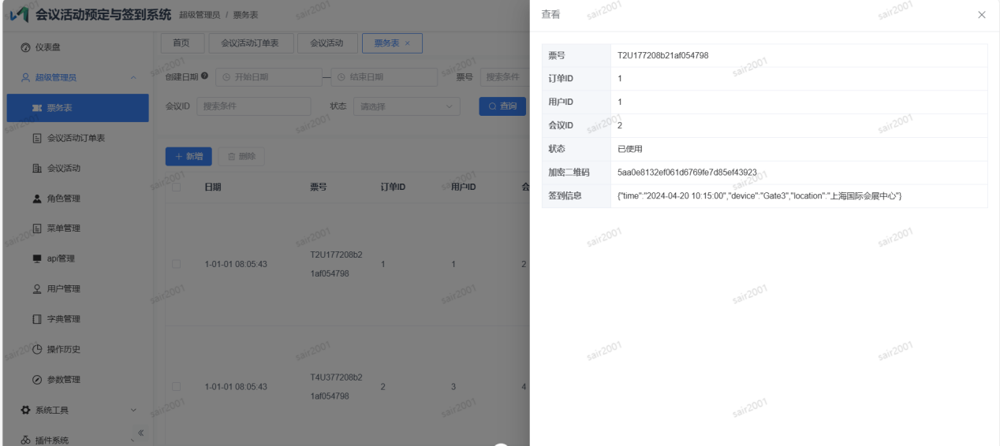 会议活动预定与签到系统 超级管理员 / 票务表
查看
仪表盘
首页 会议活动订单表 会议活动 票务表 ×
超级管理员
创建日期 开始日期 — 结束日期 票号 搜索条件
票务表
会议ID 搜索条件 状态 请选择 查询
会议活动订单表
会议活动
+ 新增 删除
角色管理
日期 票号 订单ID 用户ID 会
菜单管理
api管理
1-01-01 08:05:43 T2U177208b2 1 1 2
1af054798
用户管理
字典管理
操作历史
参数管理
1-01-01 08:05:43 T4U377208b2 2 3 4
1af054798
系统工具
插件系统
票号 T2U177208b21af054798
订单ID 1
用户ID 1
会议ID 2
状态 已使用
加密二维码 5aa0e8132ef061d6769fe7d85ef43923
签到信息 {"time":"2024-04-20 10:15:00","device":"Gate3","location":"上海国际会展中心"}
sair2001